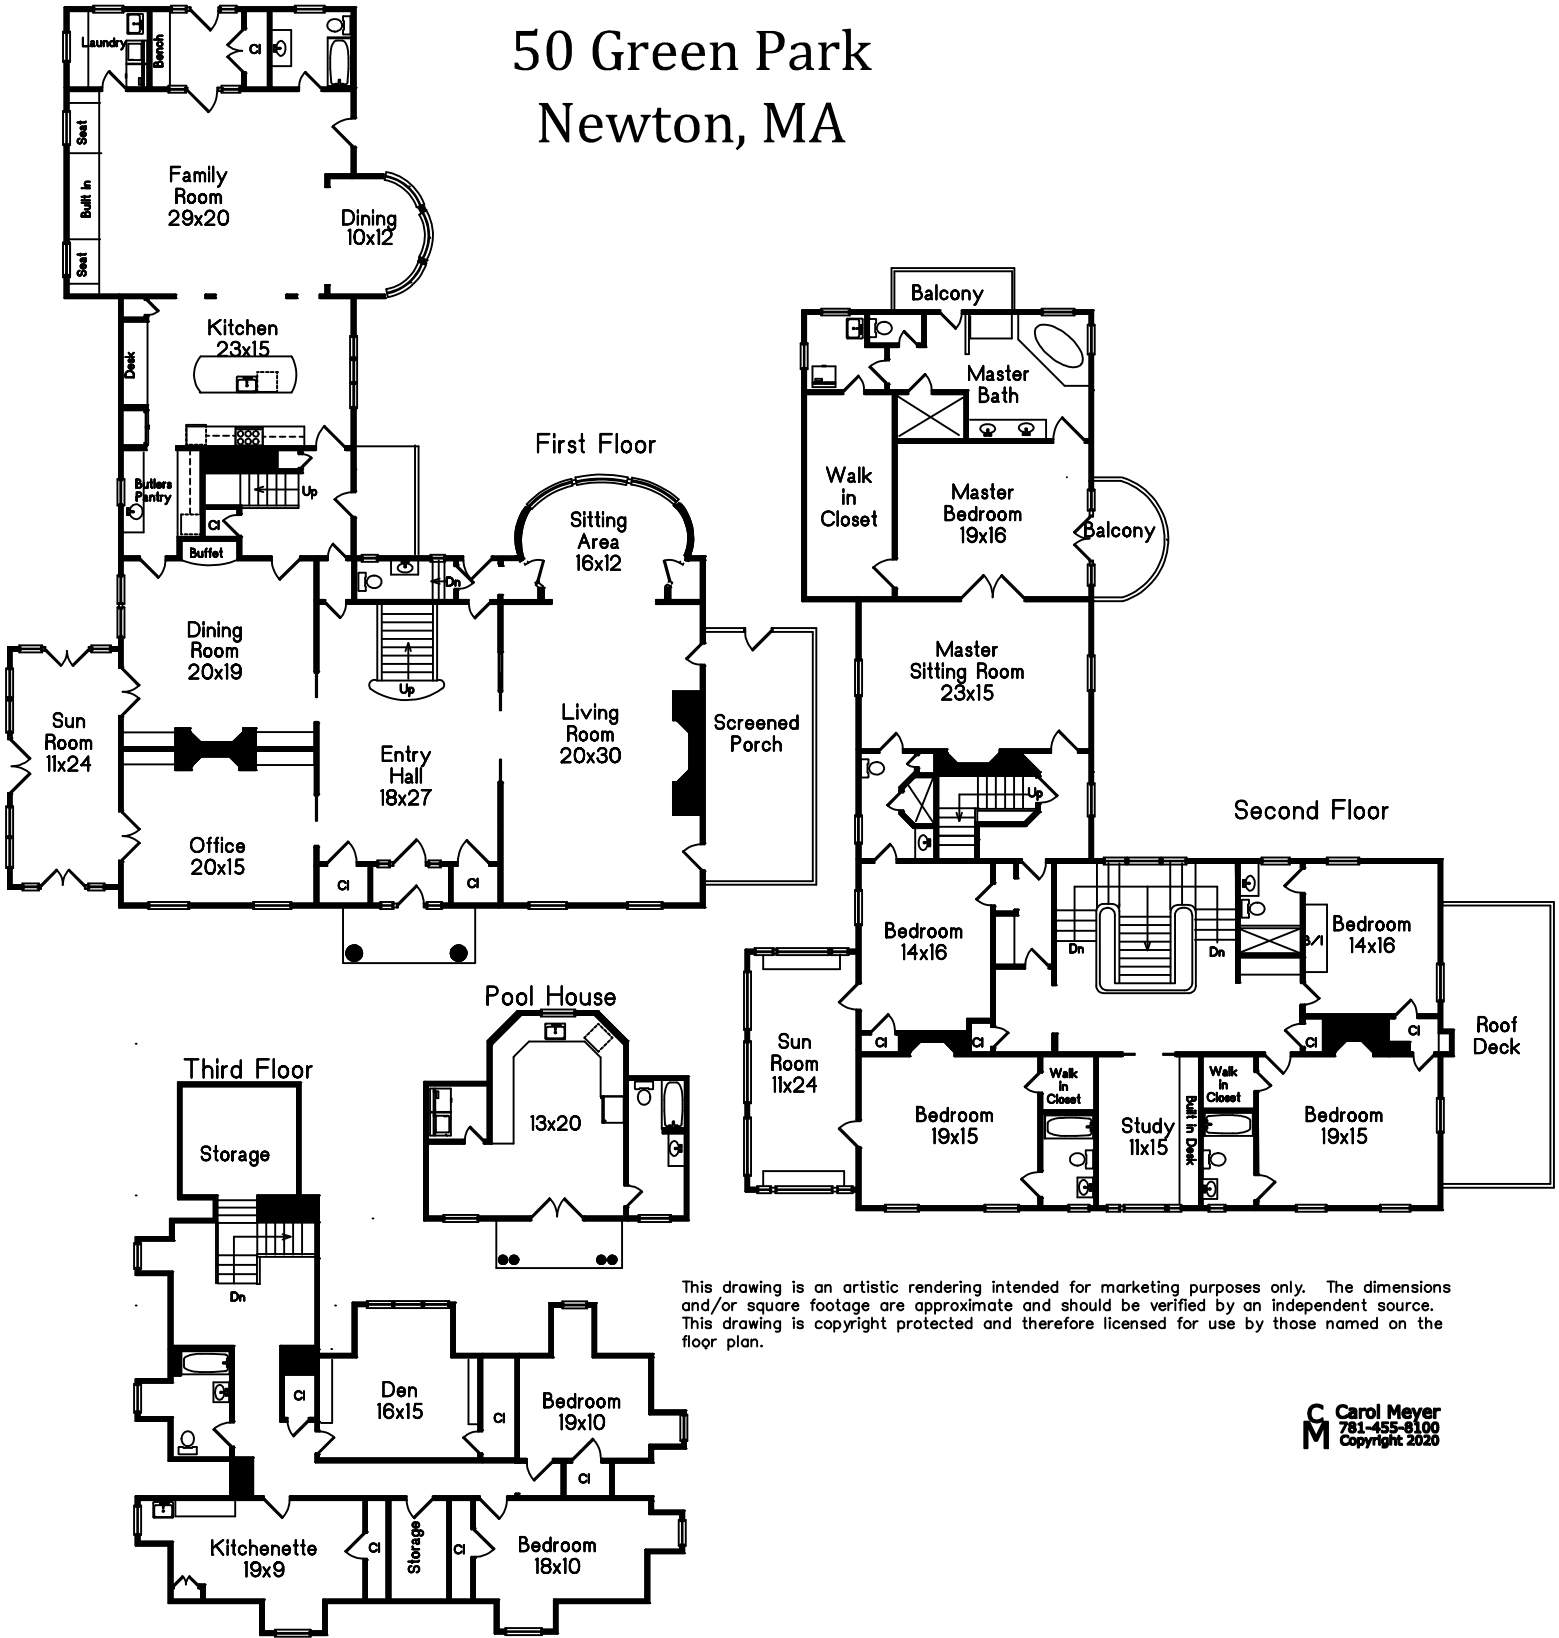 50 Green Park
Newton, MA
Laundry
Bench
Cl
Seat
Built In
Seat
Family
Room
29x20
Dining
10x12
Kitchen
23x15
Desk
Butlers
Pantry
Up
Cl
Buffet
First Floor
Sitting
Area
16x12
Dn
Dining
Room
20x19
Up
Sun
Room
11x24
Entry
Hall
18x27
Living
Room
20x30
Screened
Porch
Office
20x15
Cl
Cl
Balcony
Master
Bath
Walk
in
Closet
Master
Bedroom
19x16
Balcony
Master
Sitting Room
23x15
Up
Second Floor
Bedroom
14x16
Dn
Dn
B/I
Bedroom
14x16
Cl
Cl
Cl
Cl
Roof
Deck
Sun
Room
11x24
Bedroom
19x15
Walk
in
Closet
Study
11x15
Built In Desk
Walk
in
Closet
Bedroom
19x15
Pool House
13x20
Third Floor
Storage
Dn
Cl
Den
16x15
Cl
Bedroom
19x10
Cl
Kitchenette
19x9
Cl
Storage
Cl
Bedroom
18x10
This drawing is an artistic rendering intended for marketing purposes only. The dimensions
and/or square footage are approximate and should be verified by an independent source.
This drawing is copyright protected and therefore licensed for use by those named on the
floor plan.
CM
Carol Meyer
781-455-8100
Copyright 2020